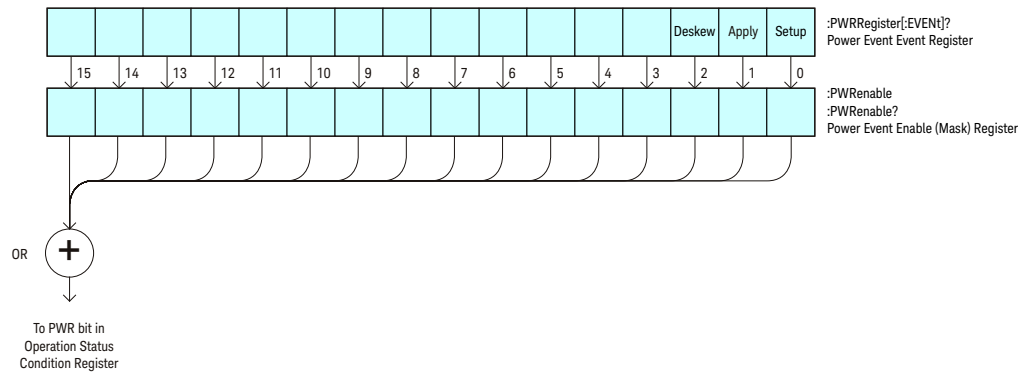 Deskew Apply Setup
:PWRRegister[:EVENt]?
Power Event Event Register
15 14 13 12 11 10 9 8 7 6 5 4 3 2 1 0
:PWRenable
:PWRenable?
Power Event Enable (Mask) Register
OR +
To PWR bit in
Operation Status
Condition Register